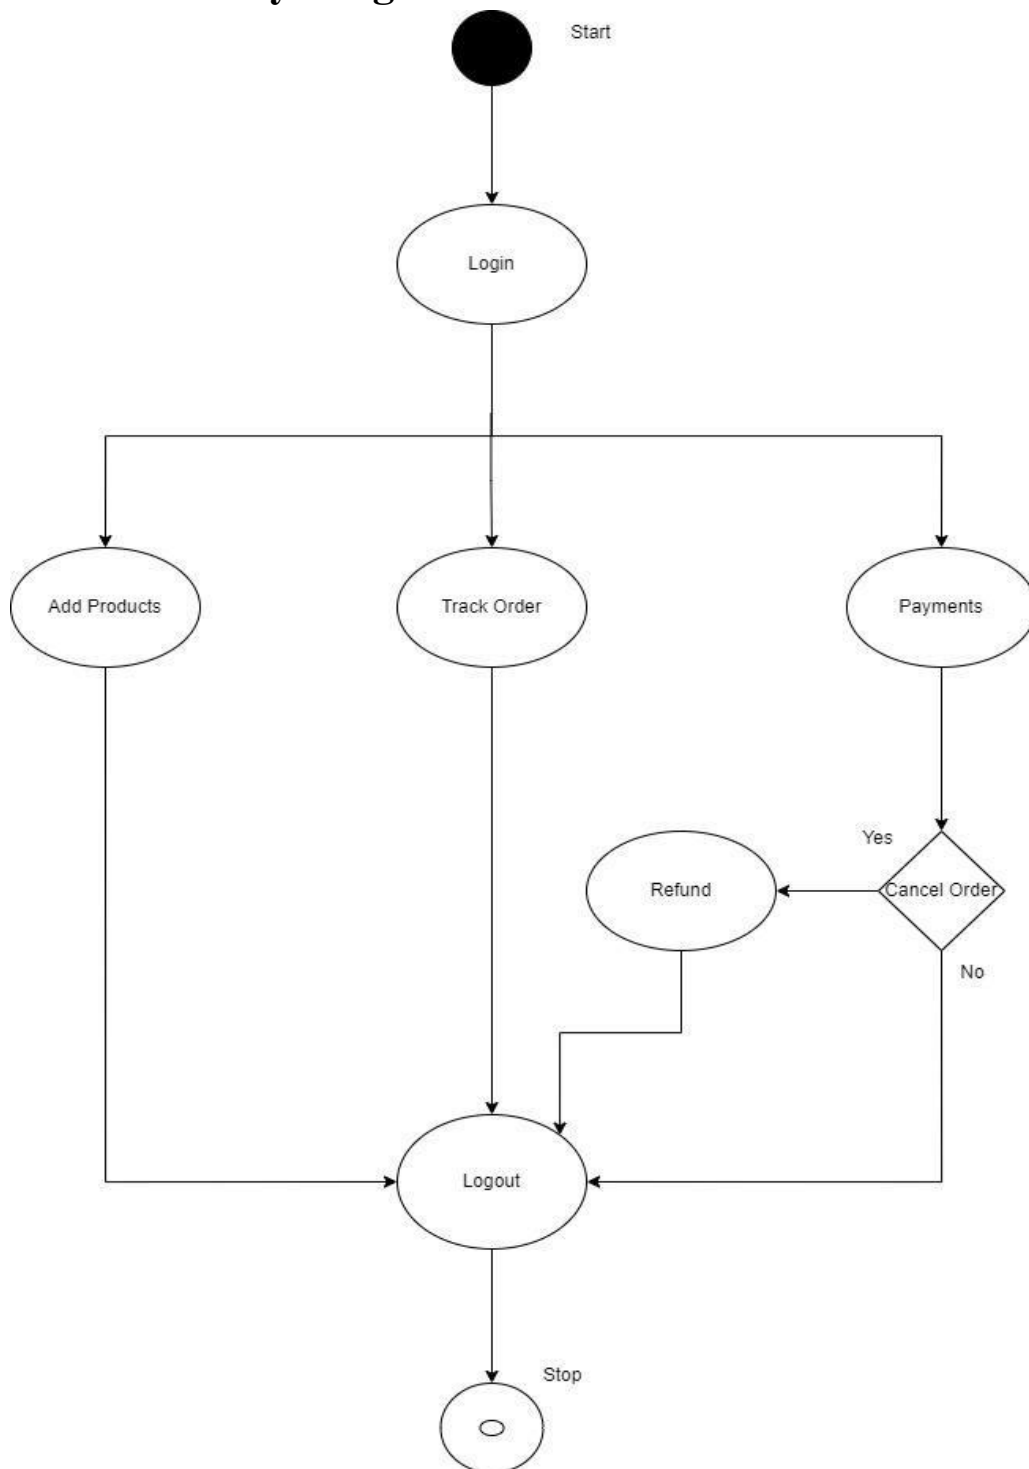 Start
Login
Add Products
Track Order
Payments
Yes
Refund
Cancel Order
No
Logout
Stop